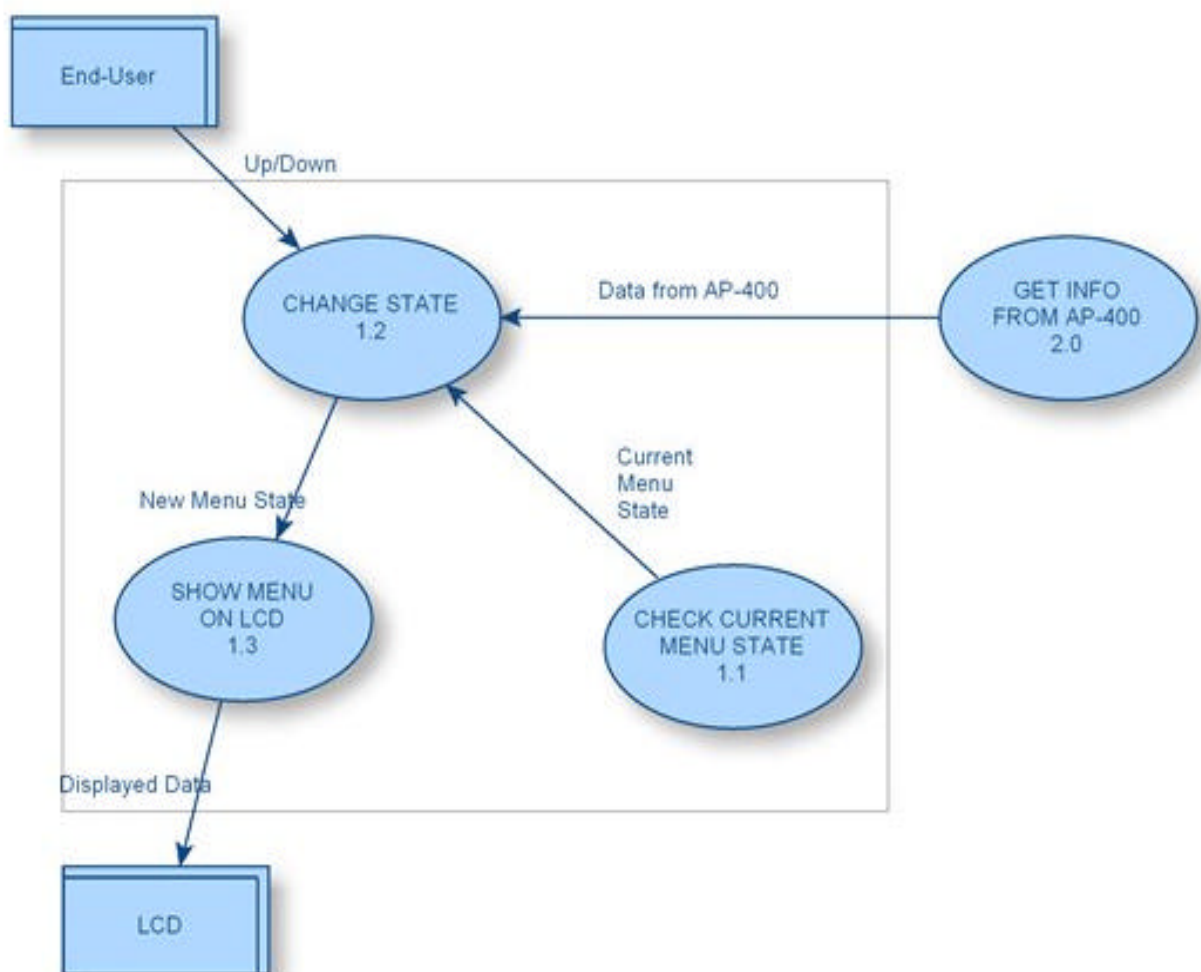 End-User
Up/Down
CHANGE STATE
1.2
Data from AP-400
GET INFO
FROM AP-400
2.0
Current
Menu
State
New Menu State
SHOW MENU
ON LCD
1.3
CHECK CURRENT
MENU STATE
1.1
Displayed Data
LCD